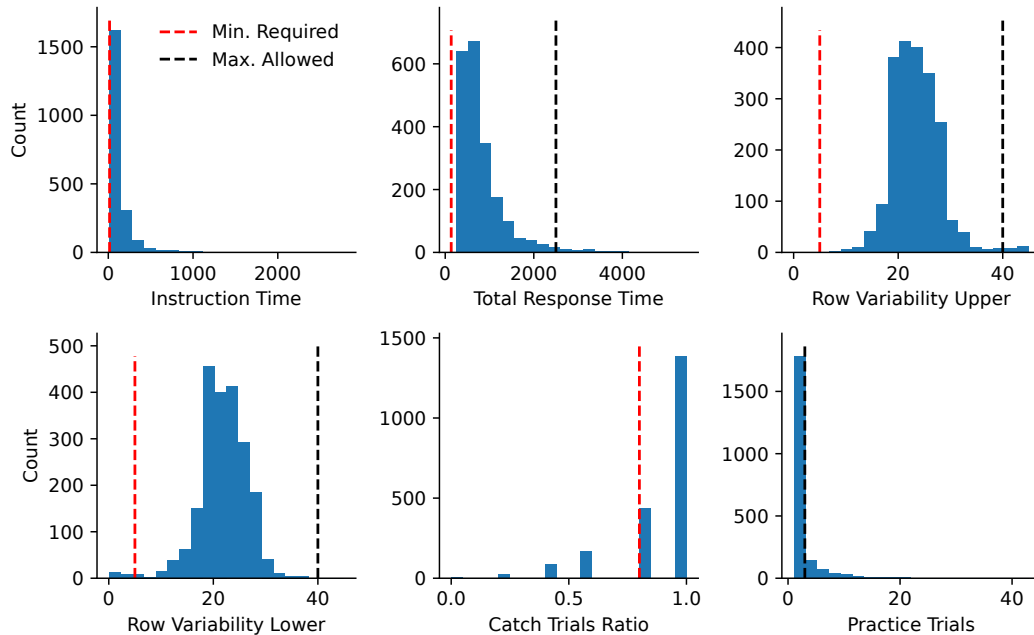 Min. Required
Max. Allowed
Count
1500
1000
500
0
0 1000 2000
Instruction Time
600
400
200
0
0 2000 4000
Total Response Time
400
300
200
100
0
0 20 40
Row Variability Upper
Count
500
400
300
200
100
0
0 20 40
Row Variability Lower
1500
1000
500
0
0.0 0.5 1.0
Catch Trials Ratio
1500
1000
500
0
0 20 40
Practice Trials